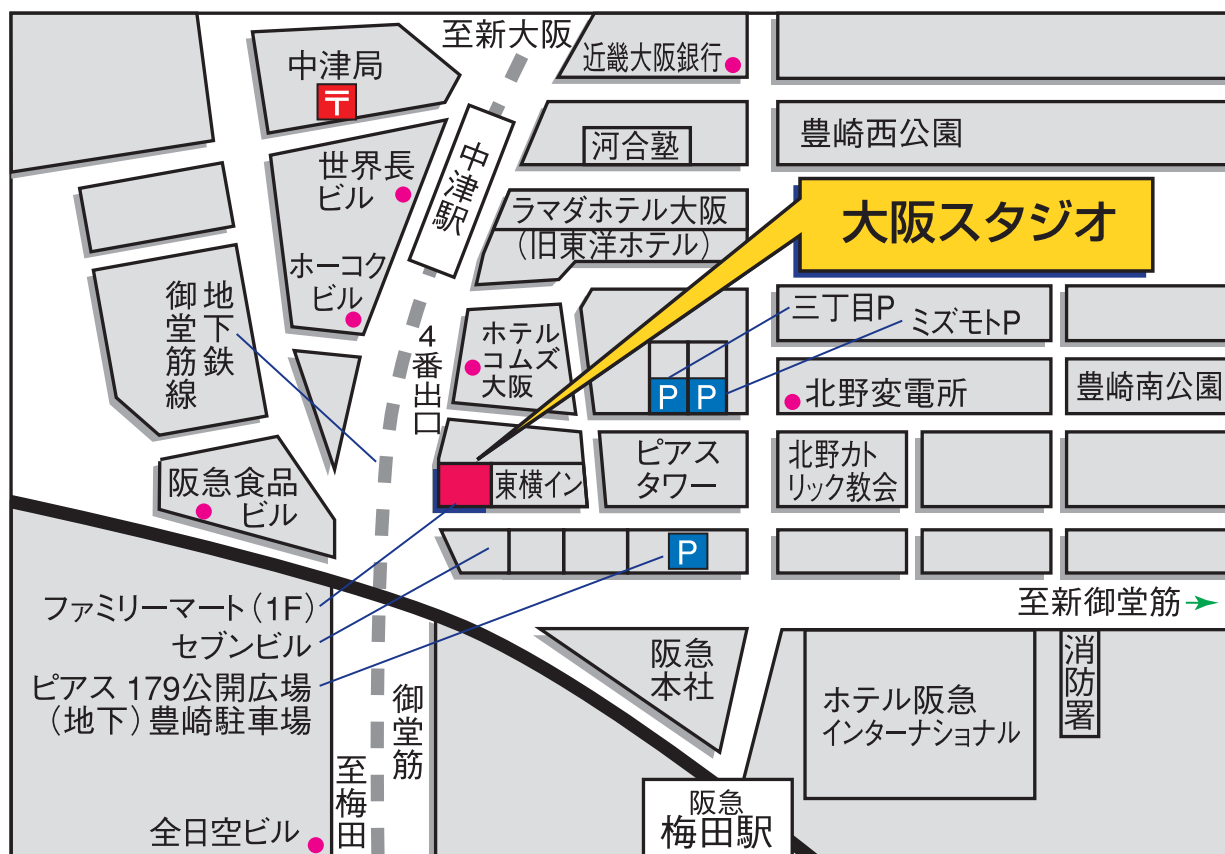 至新大阪
近畿大阪銀行
中津局
〒
河合塾
豊崎西公園
世界長
ビル
中津駅
ラマダホテル大阪
(旧東洋ホテル)
大阪スタジオ
ホーコク
ビル
地下鉄
御堂筋線
4番出口
ホテル
コムズ
大阪
三丁目P
ミズモトP
P
P
北野変電所
豊崎南公園
阪急食品
ビル
東横イン
ピアス
タワー
北野カト
リック教会
P
ファミリーマート(1F)
セブンビル
ピアス 179公開広場
(地下)豊崎駐車場
至新御堂筋
阪急
本社
消防署
ホテル阪急
インターナショナル
御堂筋
至梅田
全日空ビル
阪急
梅田駅